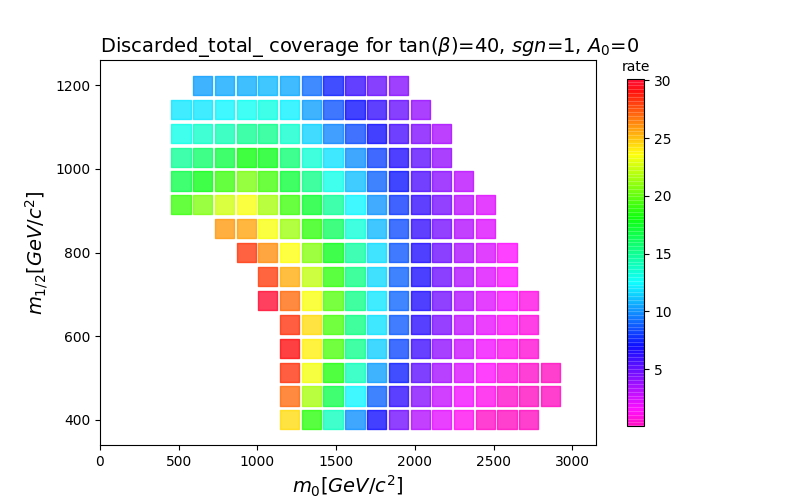 Discarded_total_ coverage for tan(β)=40, sgn=1, A₀=0
rate
1200
1000
800
600
400
m₁/₂[GeV/c²]
0 500 1000 1500 2000 2500 3000
m₀[GeV/c²]
30
25
20
15
10
5